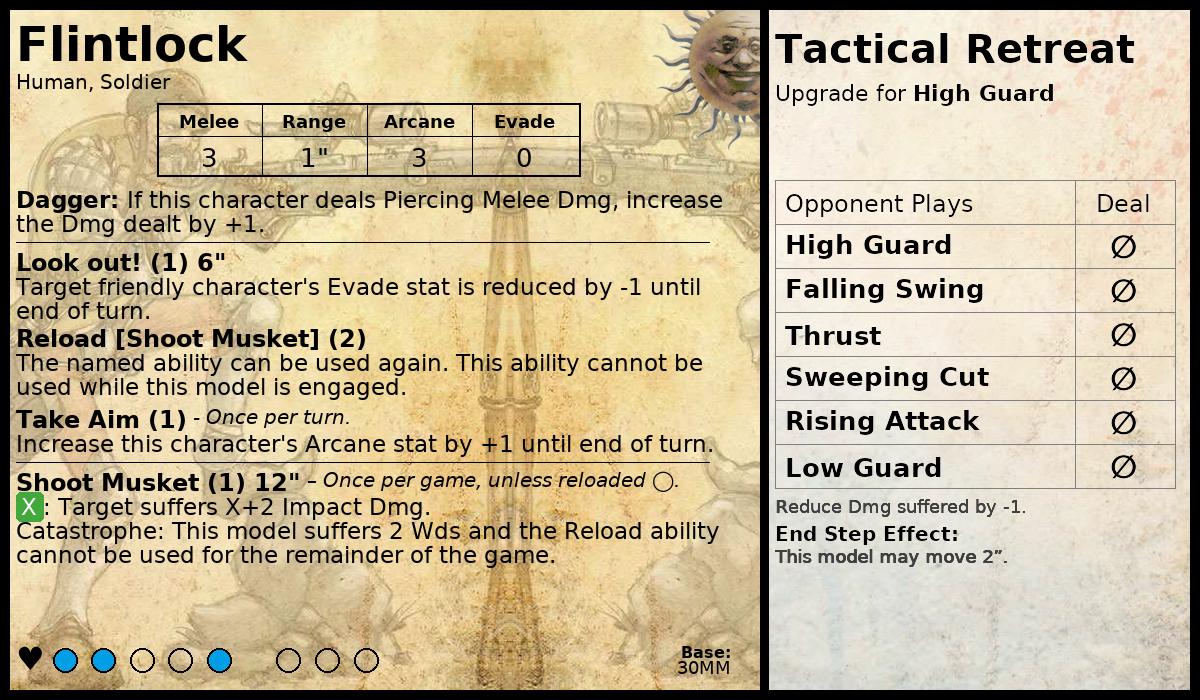 Flintlock
Human, Soldier
Melee Range Arcane Evade
3 1" 3 0
Dagger: If this character deals Piercing Melee Dmg, increase
the Dmg dealt by +1.
Look out! (1) 6"
Target friendly character's Evade stat is reduced by -1 until
end of turn.
Reload [Shoot Musket] (2)
The named ability can be used again. This ability cannot be
used while this model is engaged.
Take Aim (1) - Once per turn.
Increase this character's Arcane stat by +1 until end of turn.
Shoot Musket (1) 12" – Once per game, unless reloaded ◯.
X: Target suffers X+2 Impact Dmg.
Catastrophe: This model suffers 2 Wds and the Reload ability
cannot be used for the remainder of the game.
Base:
30MM
Tactical Retreat
Upgrade for High Guard
Opponent Plays Deal
High Guard ∅
Falling Swing ∅
Thrust ∅
Sweeping Cut ∅
Rising Attack ∅
Low Guard ∅
Reduce Dmg suffered by -1.
End Step Effect:
This model may move 2”.